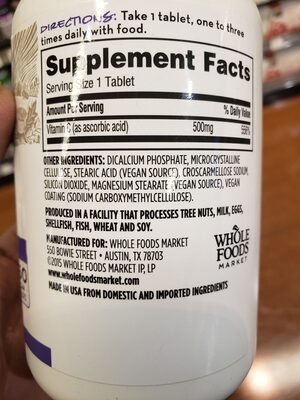 DIRECTIONS: Take 1 tablet, one to three
times daily with food.
Supplement Facts
Serving Size 1 Tablet
Amount Per Serving % Daily Value
Vitamin C (as ascorbic acid) 500mg 556%
OTHER INGREDIENTS: DICALCIUM PHOSPHATE, MICROCRYSTALLINE
CELLULOSE, STEARIC ACID (VEGAN SOURCE), CROSCARMELLOSE SODIUM,
SILICON DIOXIDE, MAGNESIUM STEARATE (VEGAN SOURCE), VEGAN
COATING (SODIUM CARBOXYMETHYLCELLULOSE).
PRODUCED IN A FACILITY THAT PROCESSES TREE NUTS, MILK, EGGS,
SHELLFISH, FISH, WHEAT AND SOY.
MANUFACTURED FOR: WHOLE FOODS MARKET
550 BOWIE STREET • AUSTIN, TX 78703
©2015 WHOLE FOODS MARKET IP, LP
www.wholefoodsmarket.com
MADE IN USA FROM DOMESTIC AND IMPORTED INGREDIENTS
WHOLE
FOODS
MARKET